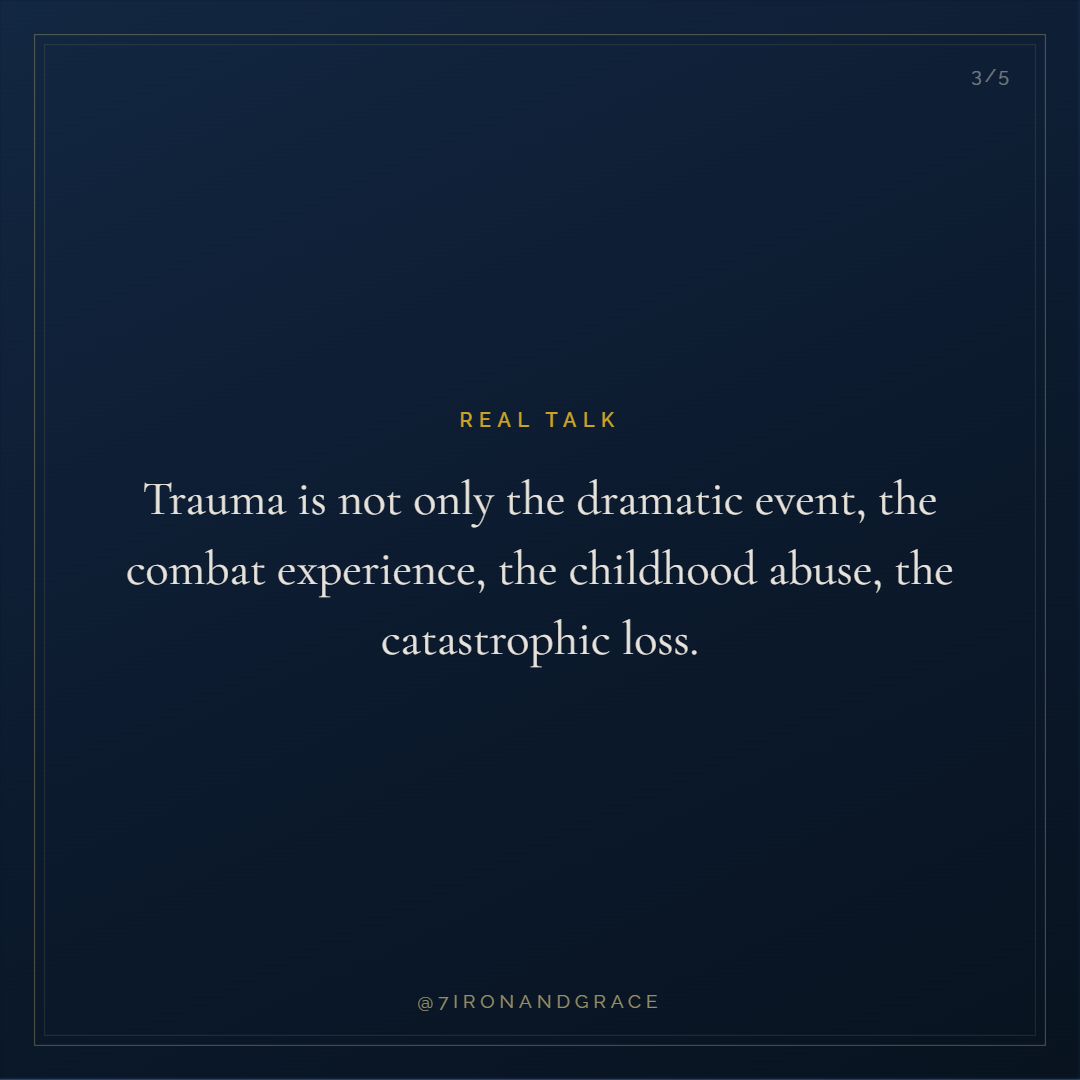 3/5
REAL TALK
Trauma is not only the dramatic event, the
combat experience, the childhood abuse, the
catastrophic loss.
@7IRONANDGRACE